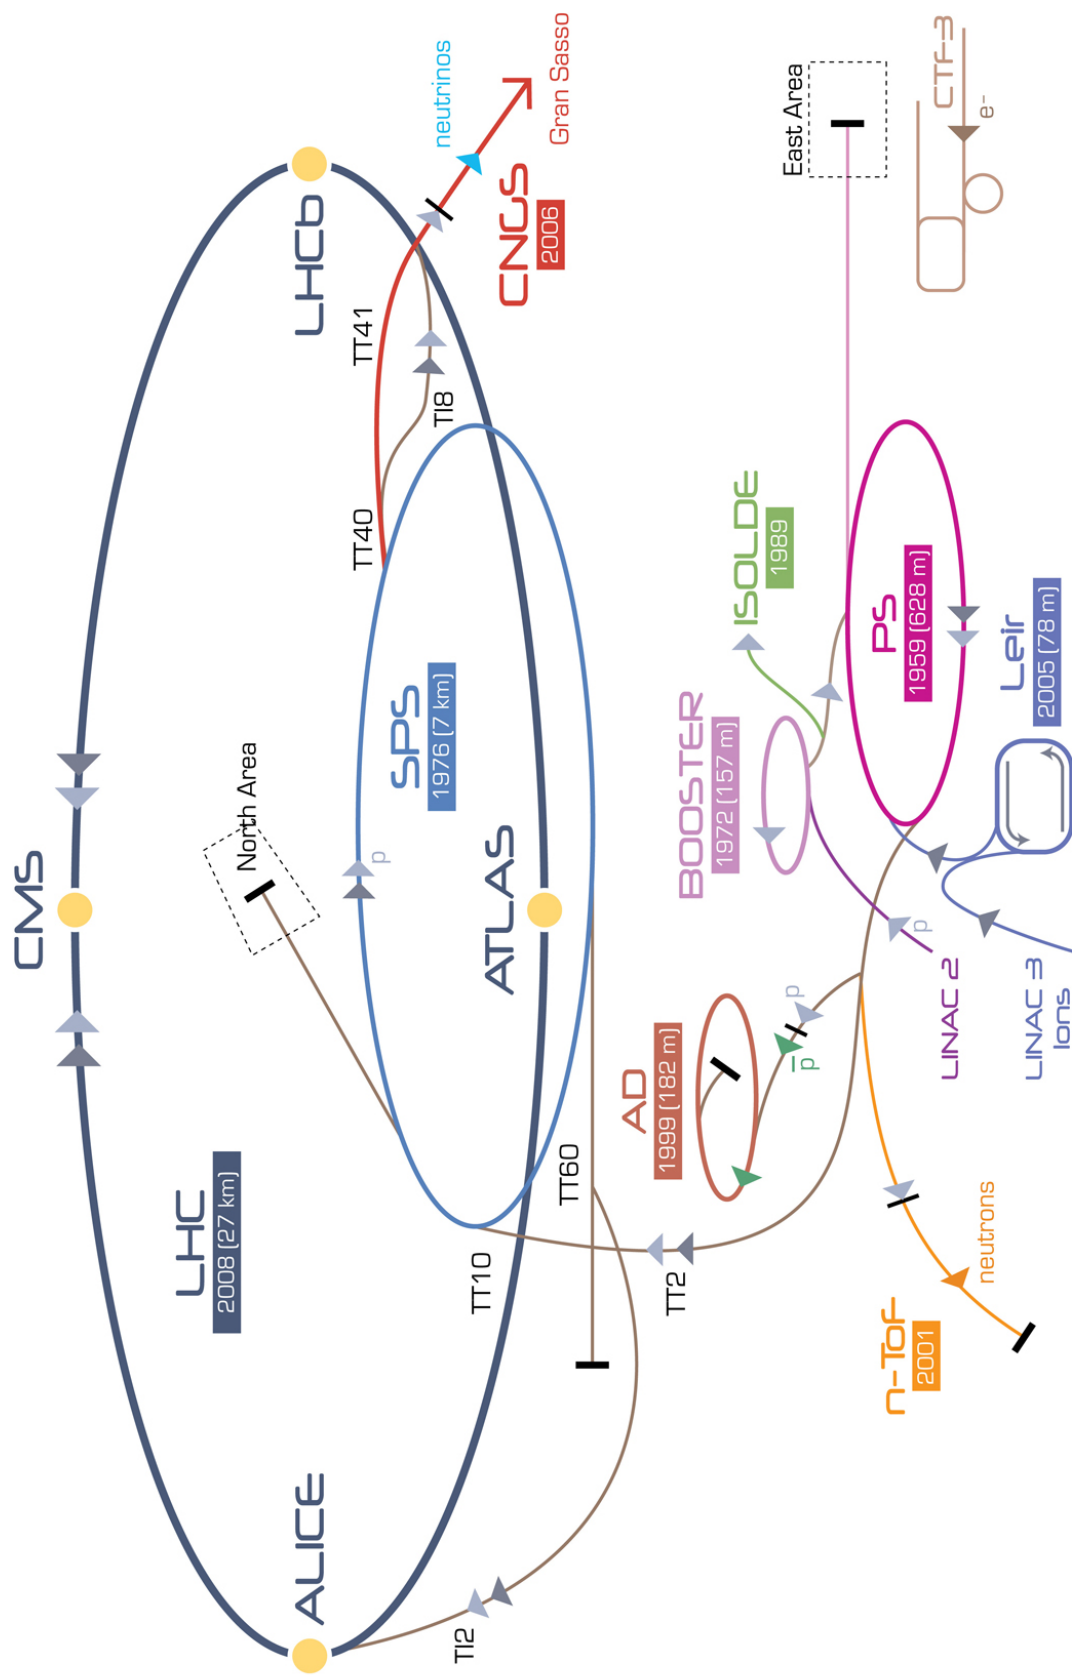 CMS
LHC
2008 (27 km)
North Area
ALICE
LHCb
SPS
1976 (7 km)
p
ATLAS
TT40
TT41
TI8
neutrinos
CNGS
2006
Gran Sasso
TT10
TT60
TI2
TT2
AD
1999 (182 m)
p
p̅
BOOSTER
1972 (157 m)
ISOLDE
1989
East Area
PS
1959 (628 m)
CTF-3
e-
n-ToF
2001
neutrons
LINAC 2
p
LINAC 3
Ions
Leir
2005 (78 m)